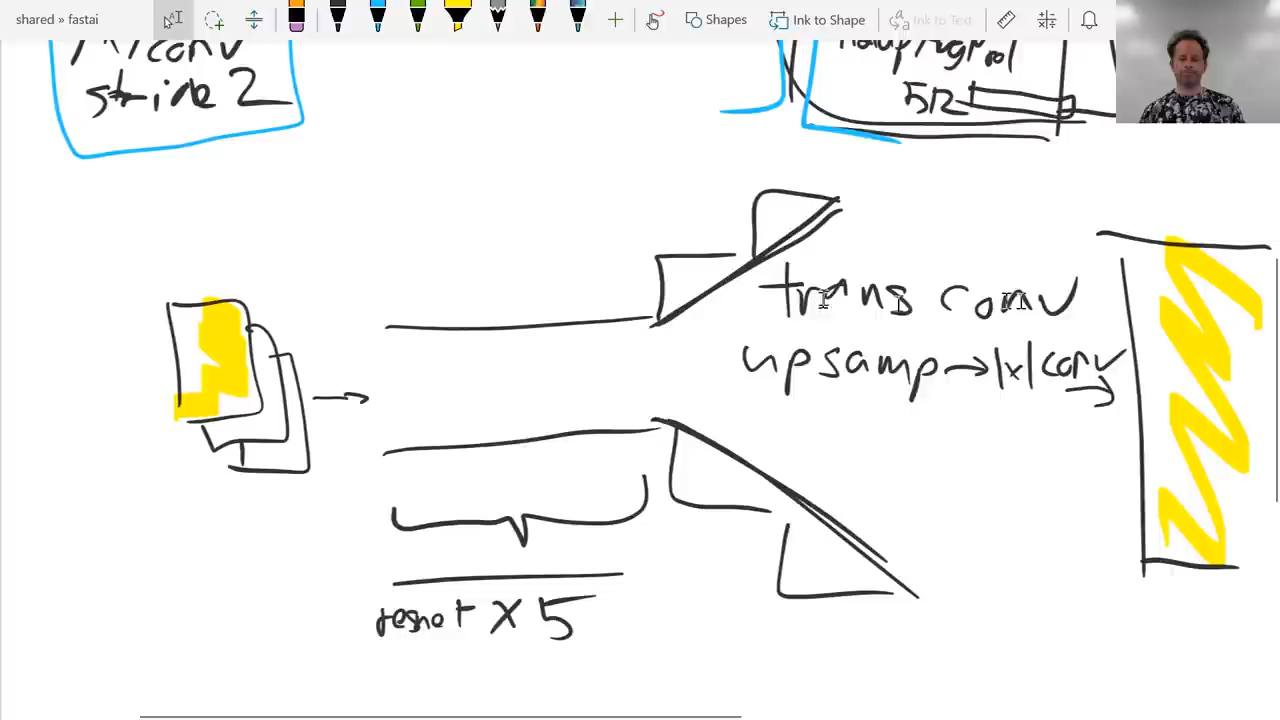 shared » fastai
Shapes
Ink to Shape
Ink to Text
conv
stride 2
512
trans conv
upsamp → 1x1 conv
resnet x 5